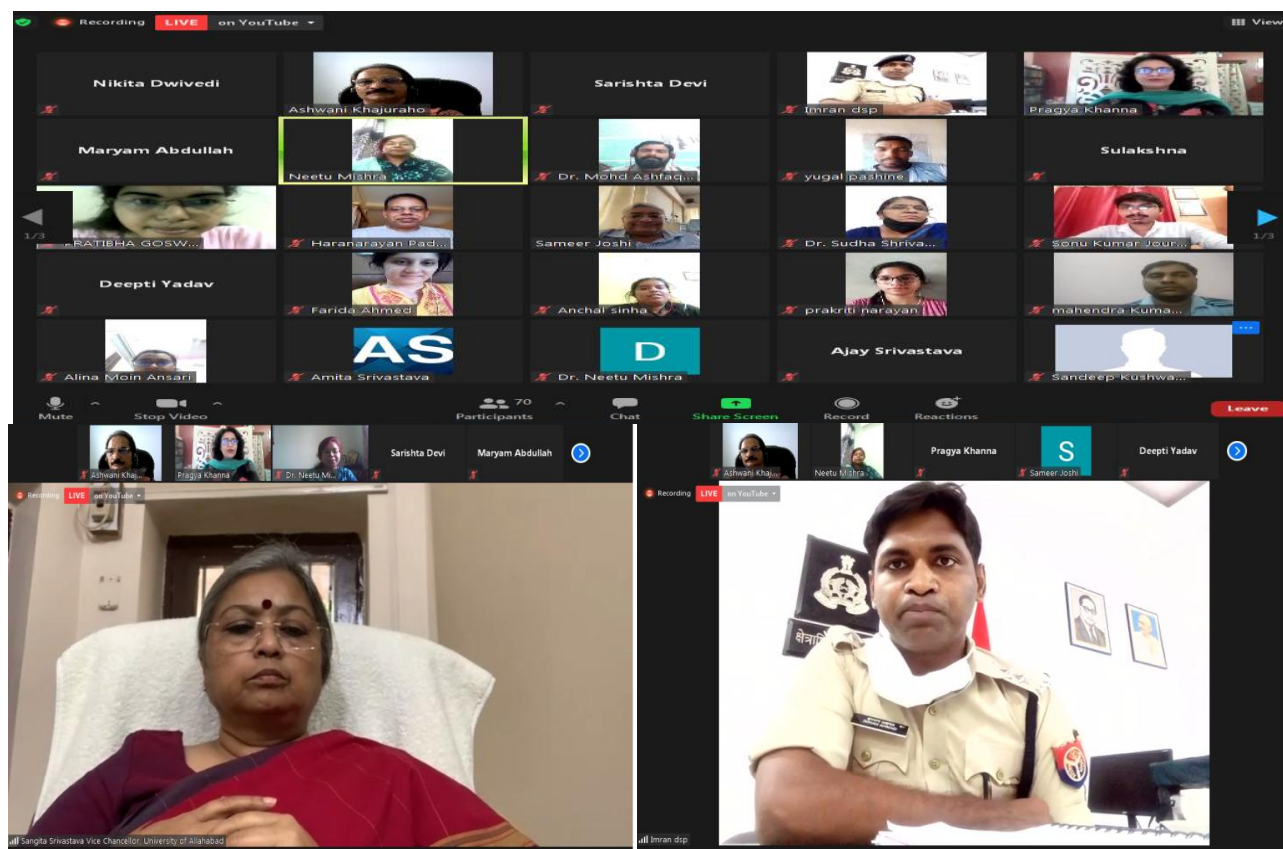 Recording LIVE on YouTube
View
Nikita Dwivedi
Ashwani Khajuraho
Sarishta Devi
Imran dsp
Pragya Khanna
Maryam Abdullah
Neetu Mishra
Dr. Mohd Ashfaq...
yugal pashine
Sulakshna
1/3
PRATIBHA GOSW...
Haranarayan Pad...
Sameer Joshi
Dr. Sudha Shriva...
Sonu Kumar Jour...
1/3
Deepti Yadav
Farida Ahmed
Anchal sinha
prakriti narayan
mahendra Kuma...
Alina Moin Ansari
AS
Amita Srivastava
D
Dr. Neetu Mishra
Ajay Srivastava
Sandeep Kushwa...
Mute
Stop Video
70
Participants
Chat
Share Screen
Record
Reactions
Leave
Ashwani Khaj...
Pragya Khanna
Dr. Neetu Mi...
Sarishta Devi
Maryam Abdullah
Recording LIVE on YouTube
Sangita Srivastava Vice Chancellor, University of Allahabad
Ashwani Khaj...
Neetu Mishra
Pragya Khanna
S
Sameer Joshi
Deepti Yadav
Recording LIVE on YouTube
Imran dsp